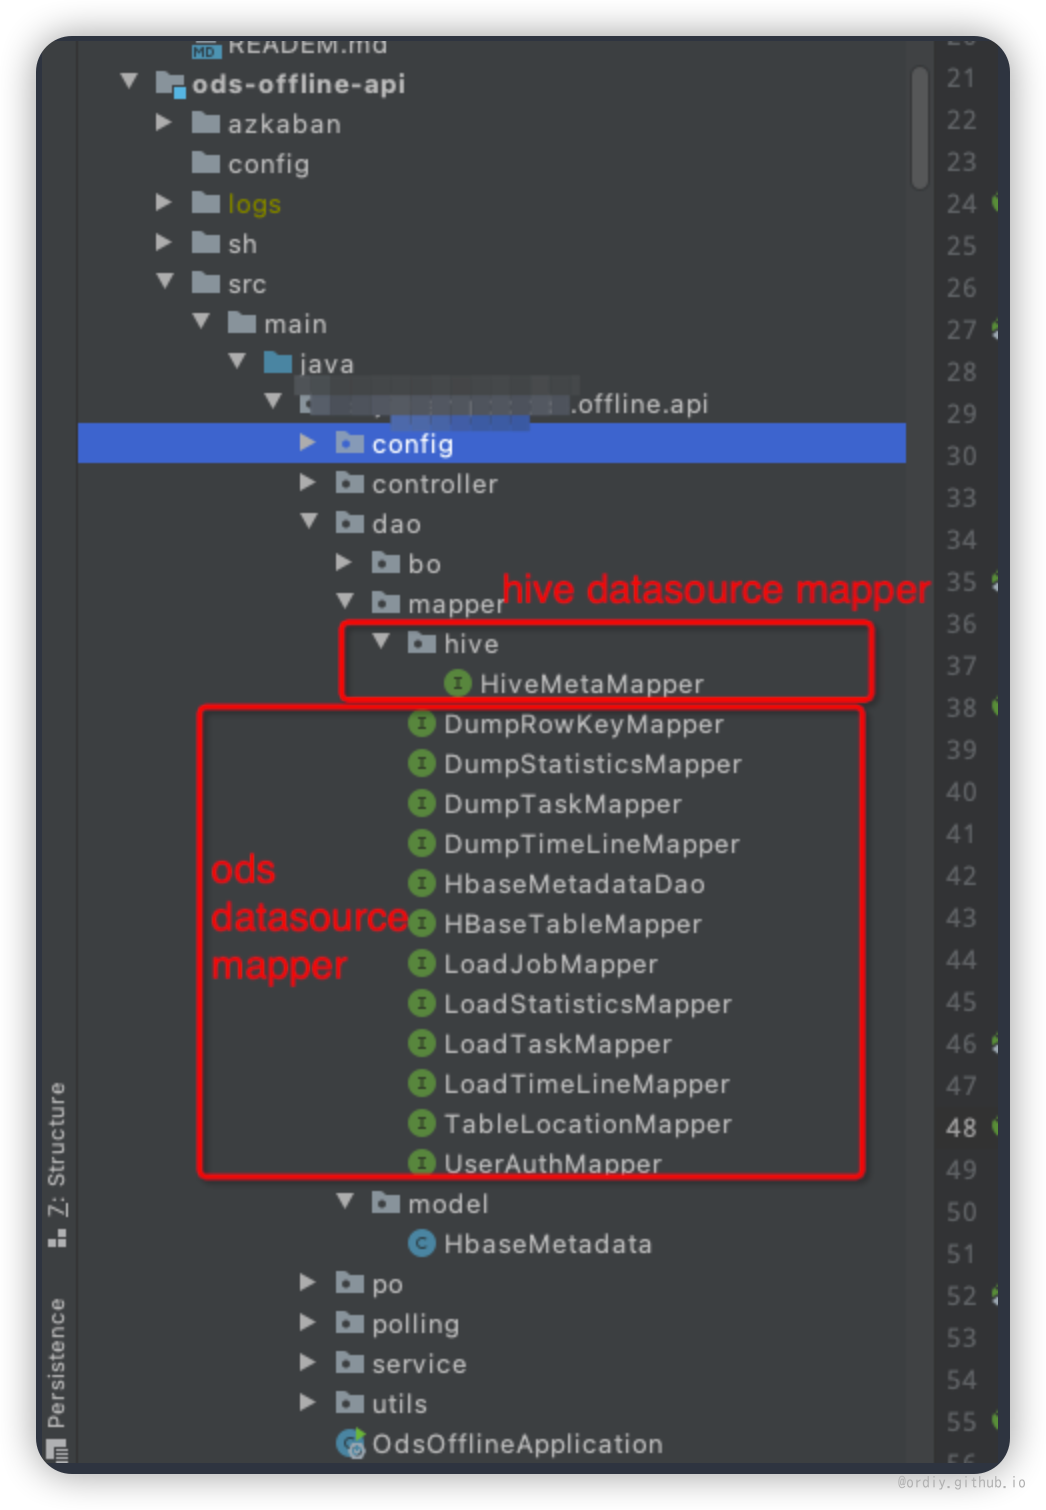 READEM.md
ods-offline-api
azkaban
config
logs
sh
src
main
java
.offline.api
config
controller
dao
bo
mapper
hive datasource mapper
hive
HiveMetaMapper
DumpRowKeyMapper
DumpStatisticsMapper
DumpTaskMapper
DumpTimeLineMapper
HbaseMetadataDao
HBaseTableMapper
LoadJobMapper
LoadStatisticsMapper
LoadTaskMapper
LoadTimeLineMapper
TableLocationMapper
UserAuthMapper
ods
datasource
mapper
model
HbaseMetadata
po
polling
service
utils
OdsOfflineApplication
Z: Structure
Persistence
21
22
23
24
25
26
27
28
29
30
33
34
35
36
37
38
39
40
41
42
43
44
45
46
47
48
49
50
51
52
53
54
55
@ordiy.github.io